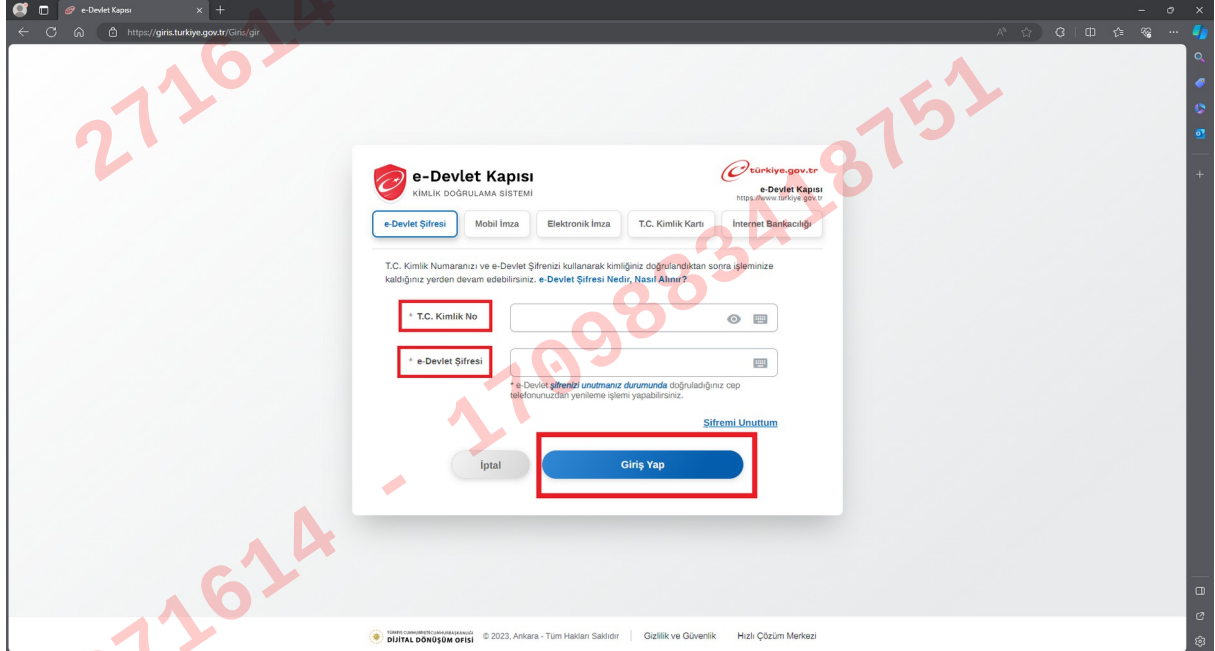 e-Devlet Kapısı
https://giris.turkiye.gov.tr/Giris/gir
e-Devlet Kapısı
KİMLİK DOĞRULAMA SİSTEMİ
türkiye.gov.tr
e-Devlet Kapısı
https://www.turkiye.gov.tr
e-Devlet Şifresi
Mobil İmza
Elektronik İmza
T.C. Kimlik Kartı
İnternet Bankacılığı
T.C. Kimlik Numaranızı ve e-Devlet Şifrenizi kullanarak kimliğiniz doğrulandıktan sonra işleminize
kaldığınız yerden devam edebilirsiniz. e-Devlet Şifresi Nedir, Nasıl Alınır?
* T.C. Kimlik No
* e-Devlet Şifresi
* e-Devlet şifrenizi unutmanız durumunda doğruladığınız cep
telefonunuzdan yenileme işlemi yapabilirsiniz.
Şifremi Unuttum
İptal
Giriş Yap
DİJİTAL DÖNÜŞÜM OFİSİ
© 2023, Ankara - Tüm Hakları Saklıdır
Gizlilik ve Güvenlik
Hızlı Çözüm Merkezi
271614
271614 - 17098833418751